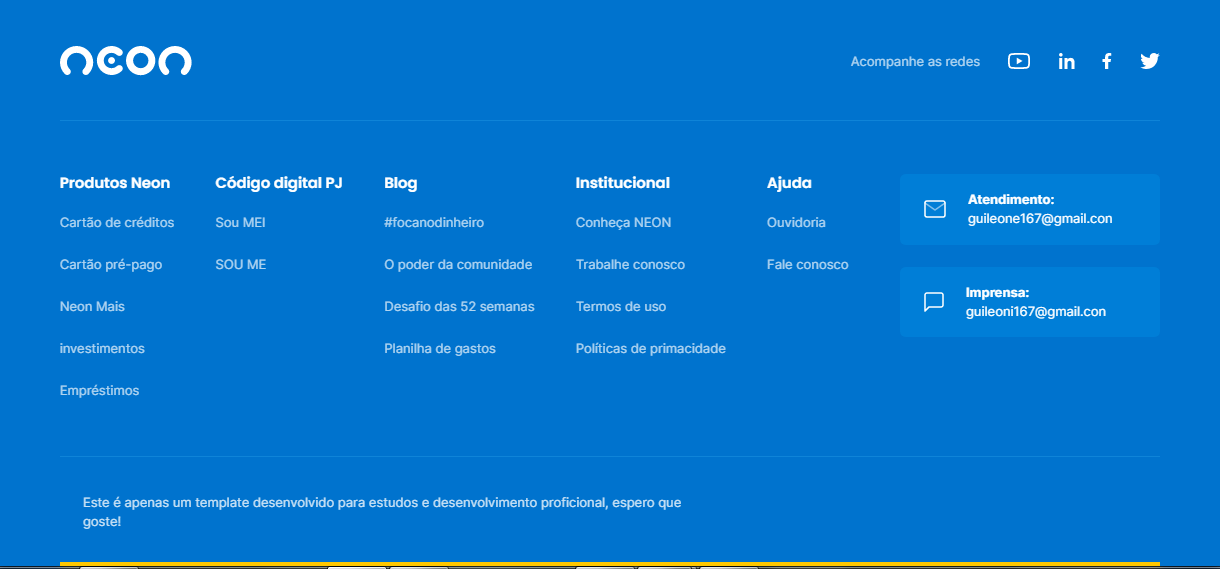 neon
Acompanhe as redes
Produtos Neon
Cartão de créditos
Cartão pré-pago
Neon Mais
investimentos
Empréstimos
Código digital PJ
Sou MEI
SOU ME
Blog
#focanodinheiro
O poder da comunidade
Desafio das 52 semanas
Planilha de gastos
Institucional
Conheça NEON
Trabalhe conosco
Termos de uso
Políticas de primacidade
Ajuda
Ouvidoria
Fale conosco
Atendimento:
guileone167@gmail.con
Imprensa:
guileoni167@gmail.con
Este é apenas um template desenvolvido para estudos e desenvolvimento proficional, espero que
goste!